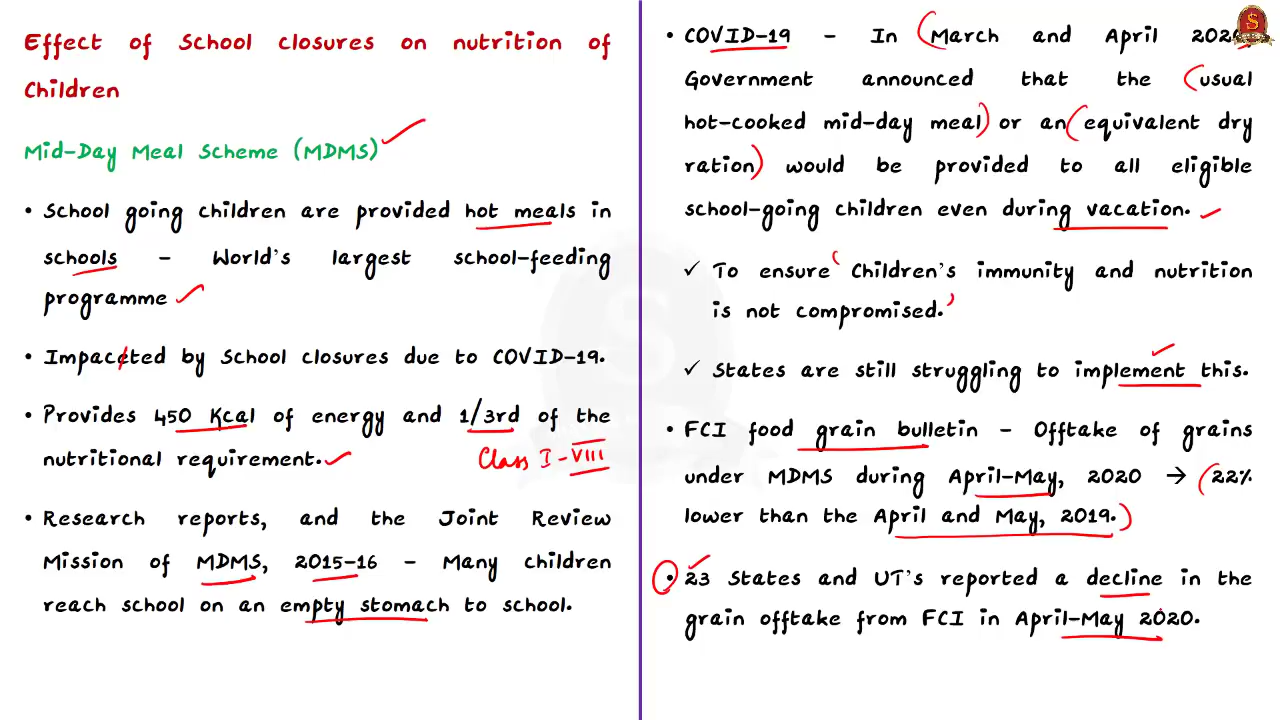 Effect of School closures on nutrition of
Children
Mid-Day Meal Scheme (MDMS)
• School going children are provided hot meals in
schools – World's largest school-feeding
programme
• Impaceted by School closures due to COVID-19.
• Provides 450 Kcal of energy and 1/3rd of the
nutritional requirement.
Class I - VIII
• Research reports, and the Joint Review
Mission of MDMS, 2015-16 – Many children
reach school on an empty stomach to school.
• COVID-19 – In March and April 2020,
Government announced that the usual
hot-cooked mid-day meal or an equivalent dry
ration would be provided to all eligible
school-going children even during vacation.
✓ To ensure Children's immunity and nutrition
is not compromised.
✓ States are still struggling to implement this.
• FCI food grain bulletin – Offtake of grains
under MDMS during April-May, 2020 → 22%
lower than the April and May, 2019.
• 23 States and UT's reported a decline in the
grain offtake from FCI in April-May 2020.
S